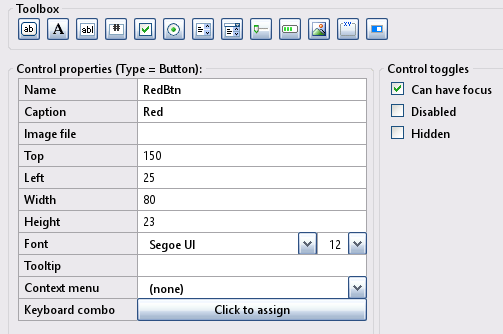 Toolbox
ab A ab| # XY
Control properties (Type = Button):
Name RedBtn
Caption Red
Image file
Top 150
Left 25
Width 80
Height 23
Font Segoe UI 12
Tooltip
Context menu (none)
Keyboard combo Click to assign
Control toggles
Can have focus
Disabled
Hidden